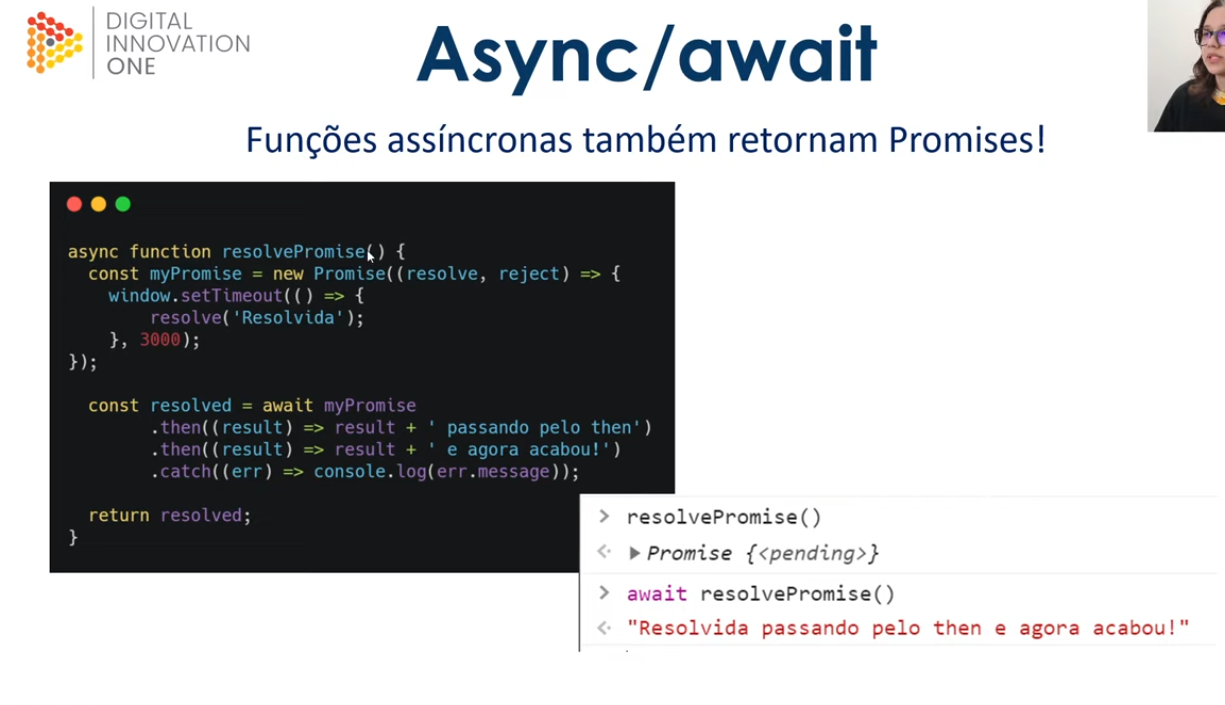 DIGITAL
INNOVATION
ONE
Async/await
Funções assíncronas também retornam Promises!
async function resolvePromise() {
  const myPromise = new Promise((resolve, reject) => {
    window.setTimeout(() => {
        resolve('Resolvida');
    }, 3000);
});
  const resolved = await myPromise
        .then((result) => result + ' passando pelo then')
        .then((result) => result + ' e agora acabou!')
        .catch((err) => console.log(err.message));
  return resolved;
}
> resolvePromise()
Promise {<pending>}
> await resolvePromise()
"Resolvida passando pelo then e agora acabou!"